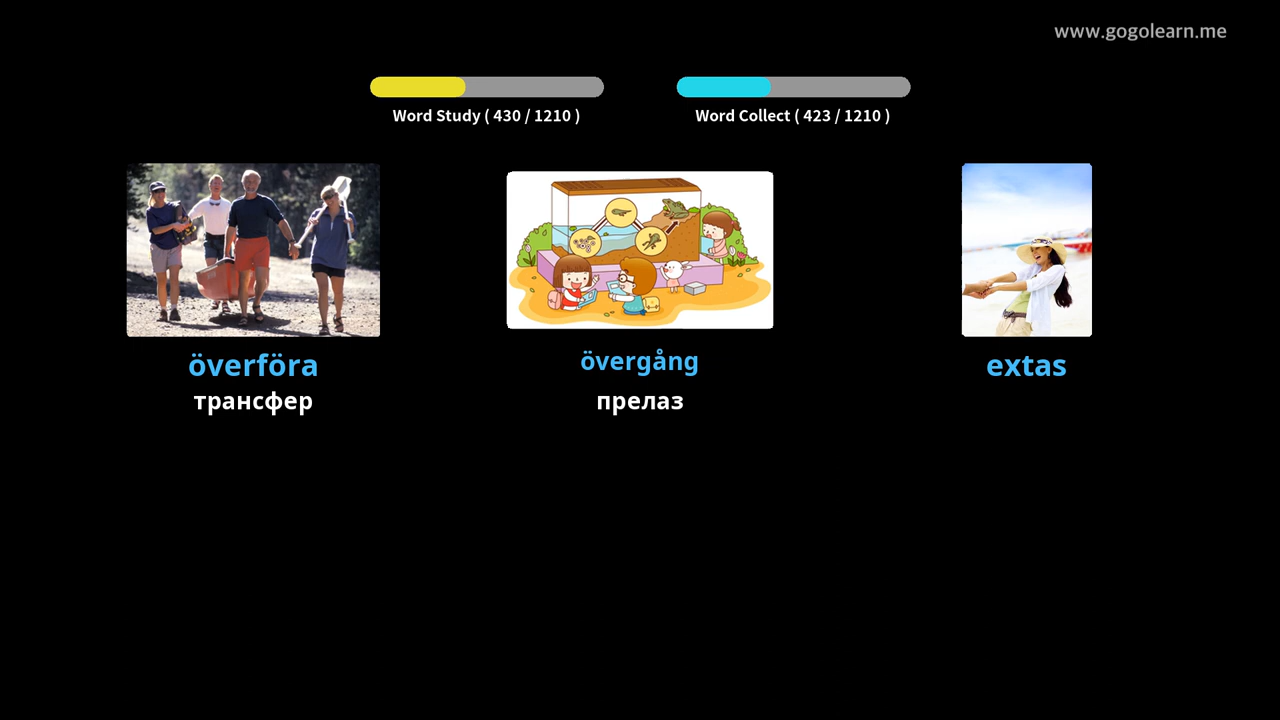 www.gogolearn.me
Word Study ( 430 / 1210 )
Word Collect ( 423 / 1210 )
överföra
трансфер
övergång
прелаз
extas